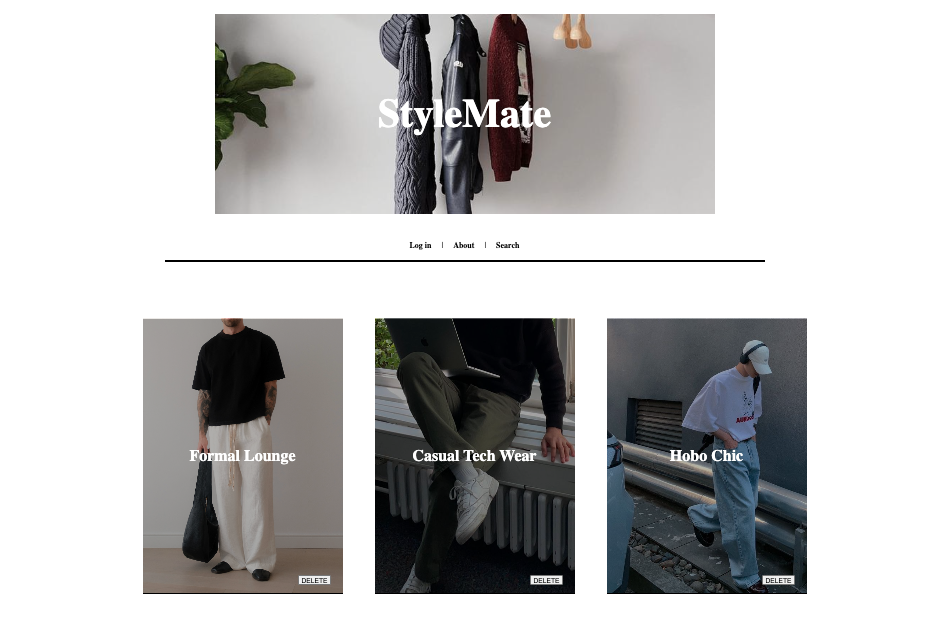 StyleMate
Log in | About | Search
Formal Lounge
Casual Tech Wear
Hobo Chic
DELETE
DELETE
DELETE